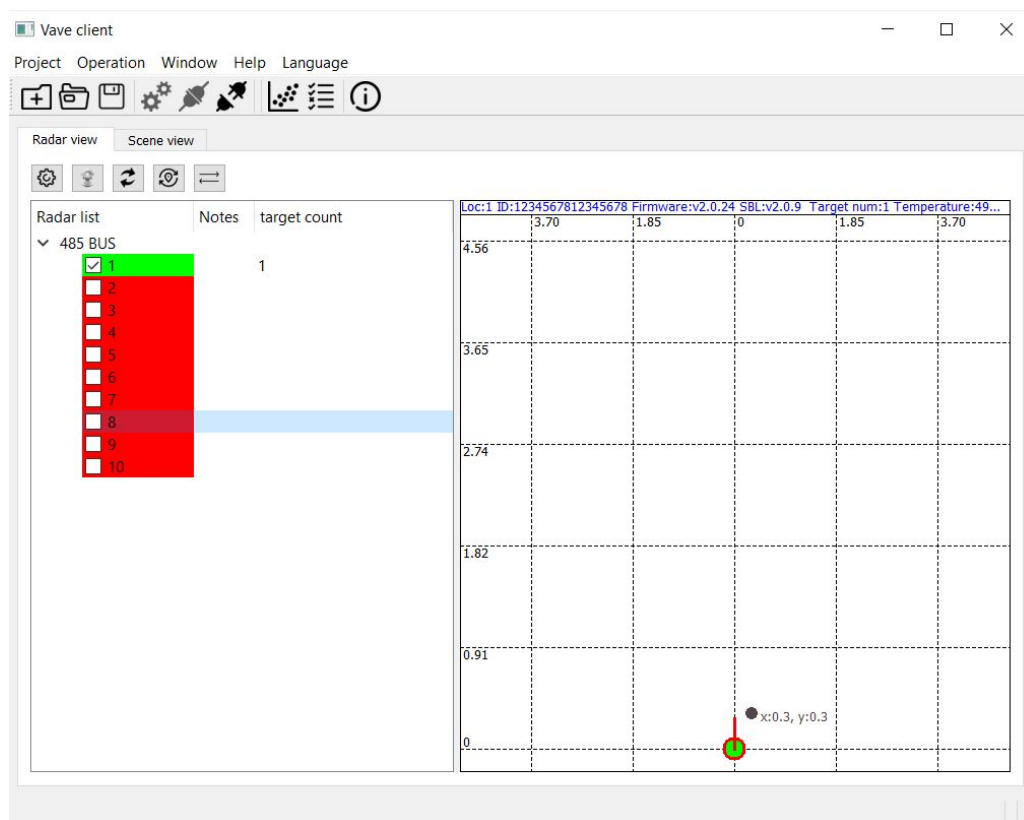 Vave client
Project Operation Window Help Language
Radar view Scene view
Radar list Notes target count
485 BUS
1 1
2
3
4
5
6
7
8
9
10
Loc:1 ID:1234567812345678 Firmware:v2.0.24 SBL:v2.0.9 Target num:1 Temperature:49...
3.70 1.85 0 1.85 3.70
4.56
3.65
2.74
1.82
0.91
x:0.3, y:0.3
0